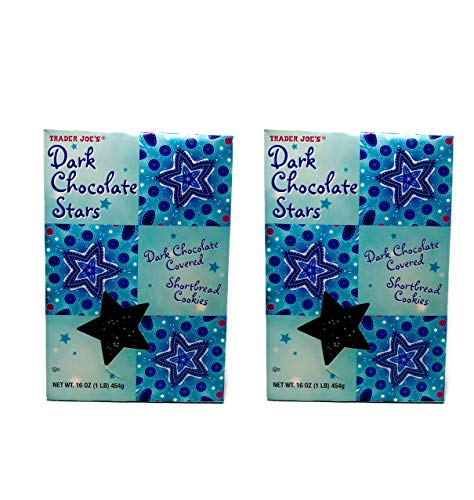 TRADER JOE'S®
Dark
Chocolate
Stars
Dark Chocolate
Covered
Shortbread
Cookies
NET WT. 16 OZ (1 LB) 454g
TRADER JOE'S®
Dark
Chocolate
Stars
Dark Chocolate
Covered
Shortbread
Cookies
NET WT. 16 OZ (1 LB) 454g